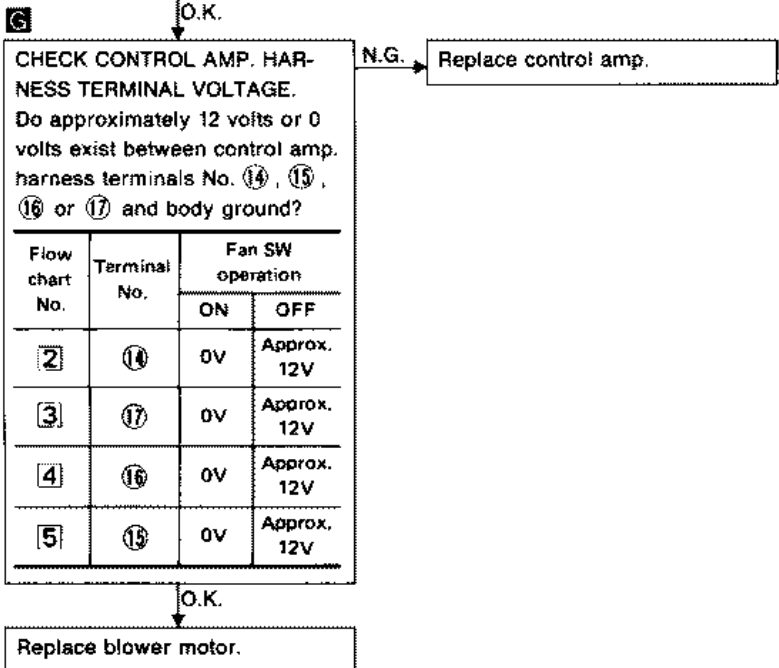 O.K.
G
CHECK CONTROL AMP. HAR-
NESS TERMINAL VOLTAGE.
Do approximately 12 volts or 0
volts exist between control amp.
harness terminals No. ⑭ , ⑮ ,
⑯ or ⑰ and body ground?
N.G.
Replace control amp.
Flow chart No. Terminal No. Fan SW operation
ON OFF
2 ⑭ 0V Approx. 12V
3 ⑰ 0V Approx. 12V
4 ⑯ 0V Approx. 12V
5 ⑮ 0V Approx. 12V
O.K.
Replace blower motor.